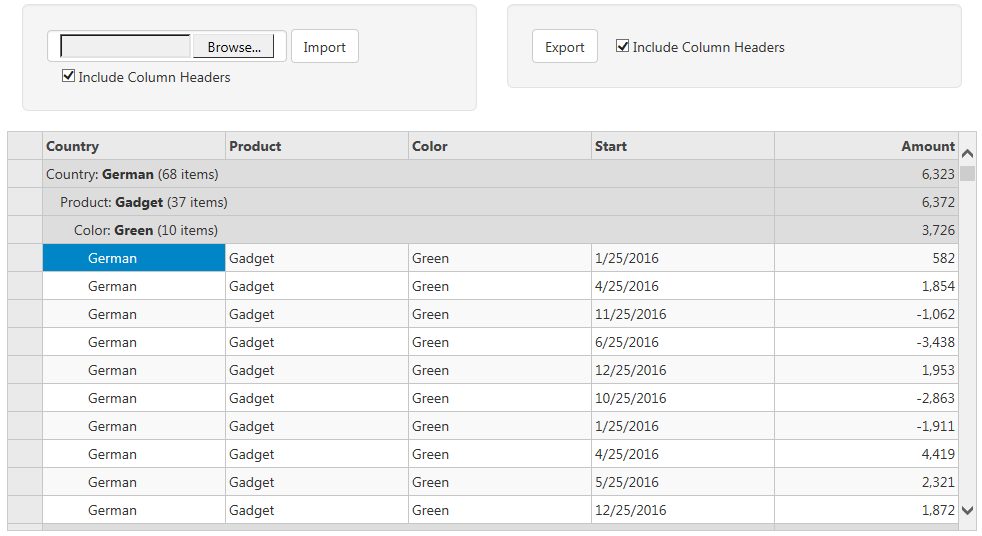 Browse... Import
Include Column Headers
Export Include Column Headers
Country Product Color Start Amount
Country: German (68 items) 6,323
Product: Gadget (37 items) 6,372
Color: Green (10 items) 3,726
German Gadget Green 1/25/2016 582
German Gadget Green 4/25/2016 1,854
German Gadget Green 11/25/2016 -1,062
German Gadget Green 6/25/2016 -3,438
German Gadget Green 12/25/2016 1,953
German Gadget Green 10/25/2016 -2,863
German Gadget Green 1/25/2016 -1,911
German Gadget Green 4/25/2016 4,419
German Gadget Green 5/25/2016 2,321
German Gadget Green 12/25/2016 1,872